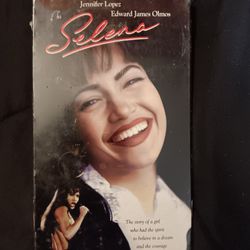 Jennifer Lopez
Edward James Olmos
Selena
The story of a girl
who had the spirit
to believe in a dream
and the courage